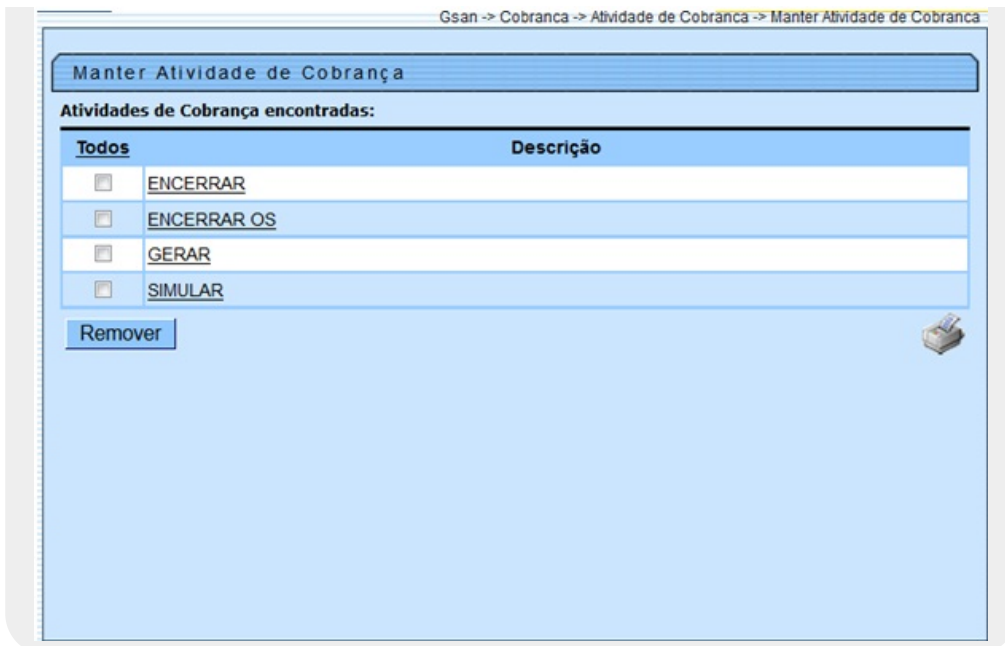 Gsan -> Cobranca -> Atividade de Cobranca -> Manter Atividade de Cobranca
Manter Atividade de Cobrança
Atividades de Cobrança encontradas:
Todos Descrição
ENCERRAR
ENCERRAR OS
GERAR
SIMULAR
Remover